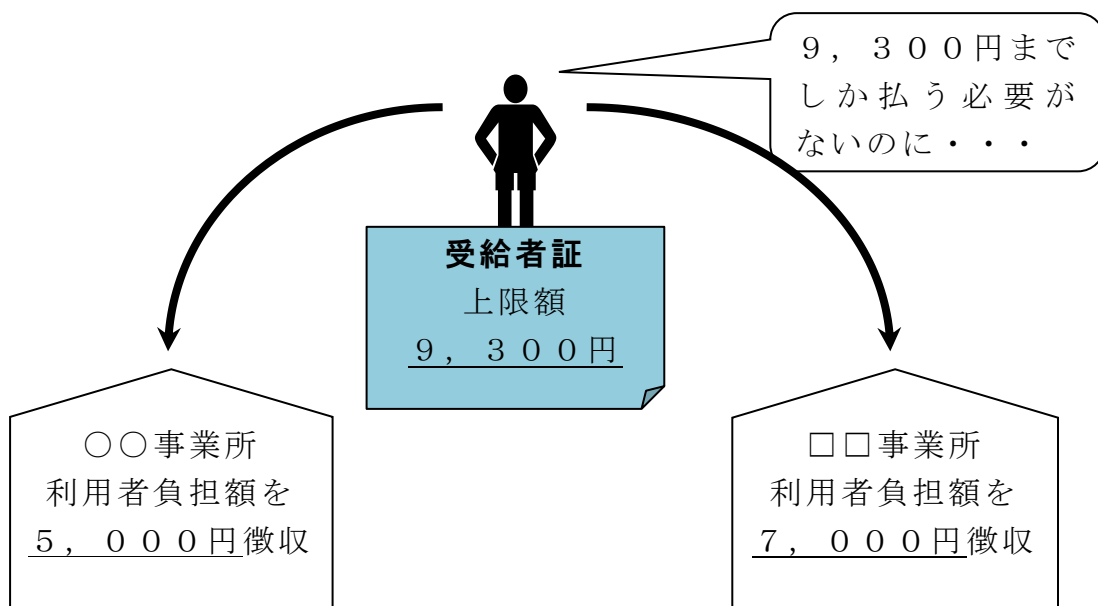 ９，３００円まで
しか払う必要が
ないのに・・・
受給者証
上限額
９，３００円
○○事業所
利用者負担額を
５，０００円徴収
□□事業所
利用者負担額を
７，０００円徴収